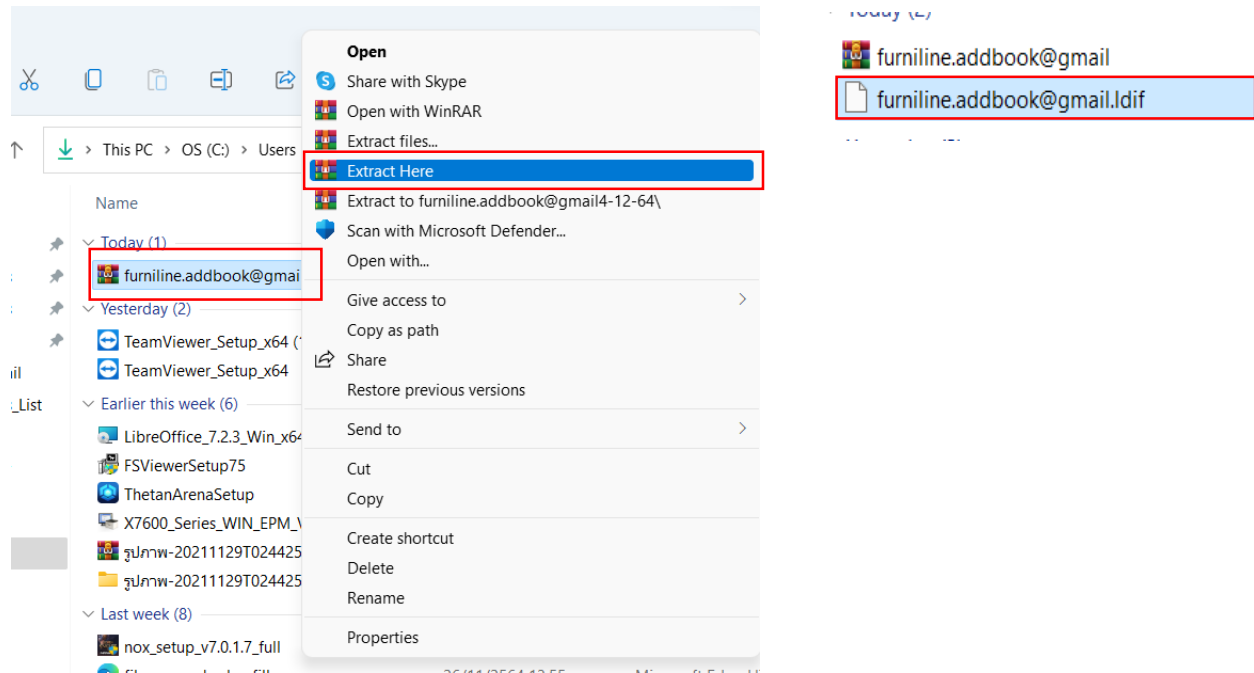 This PC > OS (C:) > Users
Name
Today (1)
furniline.addbook@gmai
Yesterday (2)
TeamViewer_Setup_x64 (
TeamViewer_Setup_x64
Earlier this week (6)
LibreOffice_7.2.3_Win_x64
FSViewerSetup75
ThetanArenaSetup
X7600_Series_WIN_EPM_
รูปภาพ-20211129T024425
รูปภาพ-20211129T024425
Last week (8)
nox_setup_v7.0.1.7_full
ail
_List
Open
Share with Skype
Open with WinRAR
Extract files...
Extract Here
Extract to furniline.addbook@gmail4-12-64\
Scan with Microsoft Defender...
Open with...
Give access to
Copy as path
Share
Restore previous versions
Send to
Cut
Copy
Create shortcut
Delete
Rename
Properties
Today (2)
furniline.addbook@gmail
furniline.addbook@gmail.ldif